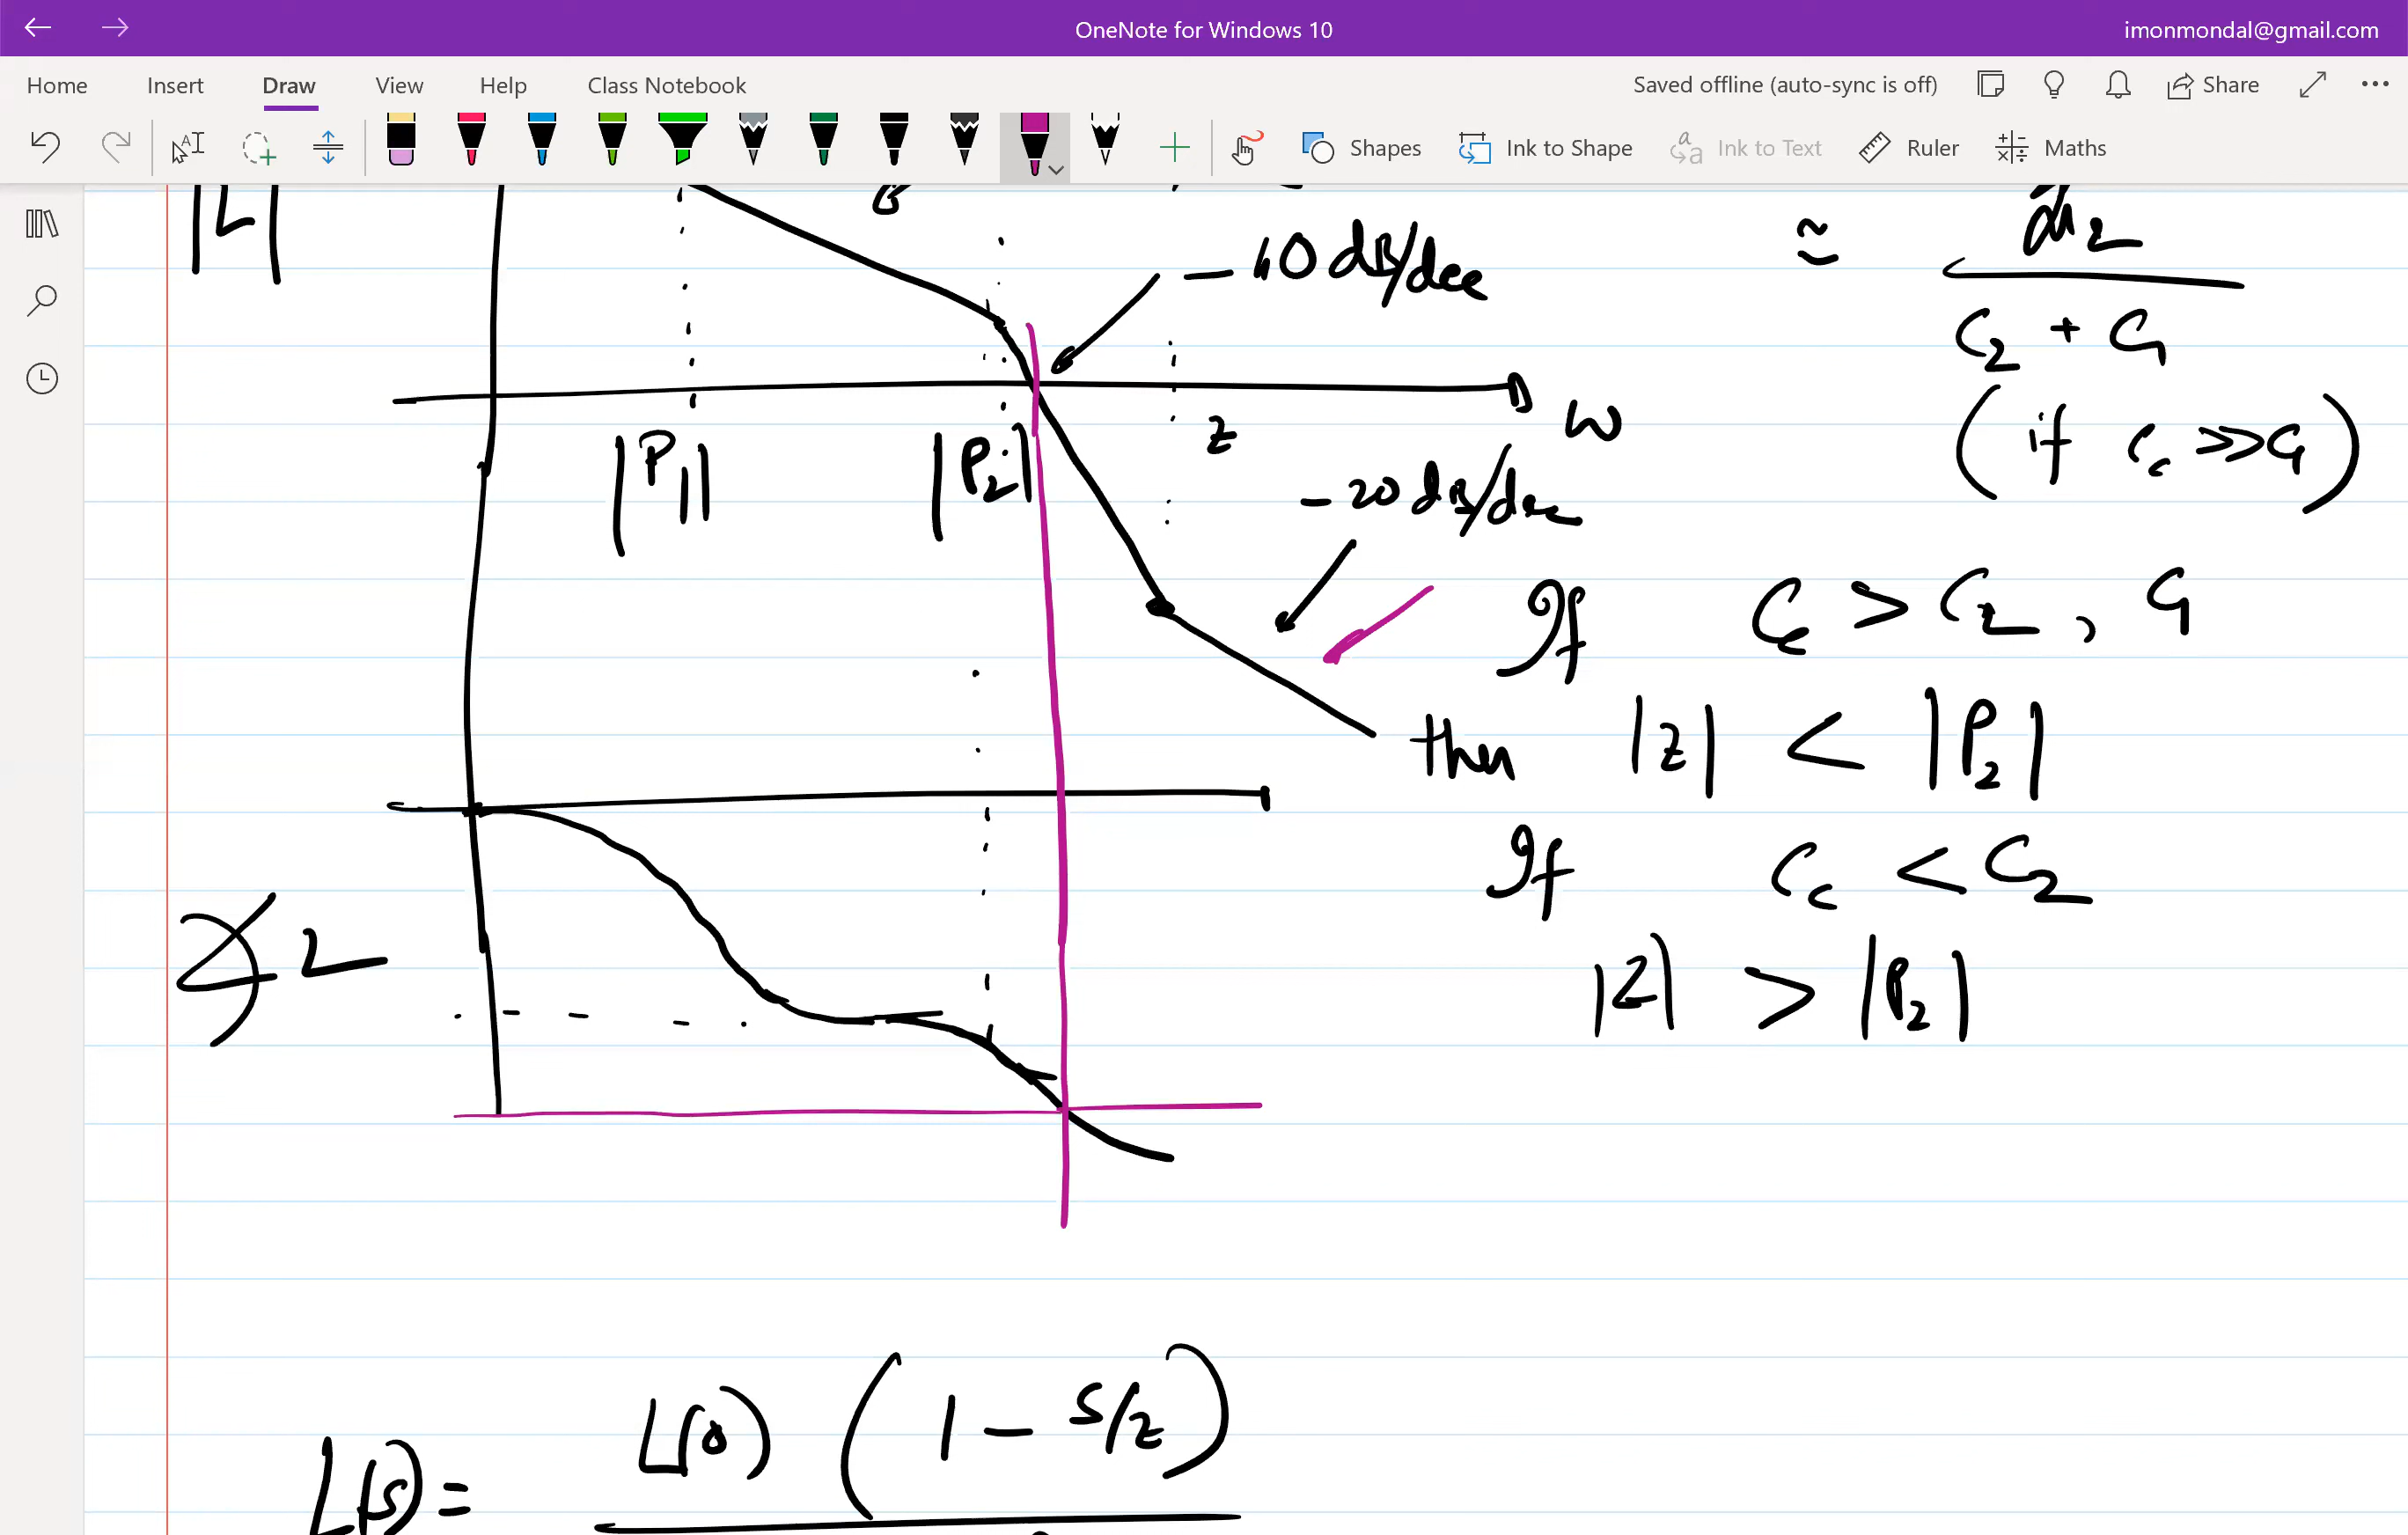 OneNote for Windows 10
imonmondal@gmail.com
Home Insert Draw View Help Class Notebook
Saved offline (auto-sync is off) Share
Shapes Ink to Shape Ink to Text Ruler Maths
|L|
-40 dB/dec
≅
C2 + C1
(if Cc >> C1)
ω
|P1| |P2| z
-20 dB/dec
If Cc > C2, C1
then |z| < |P2|
If Cc < C2
∠L
|z| > |P2|
L(s) = L(0) (1 - s/z)